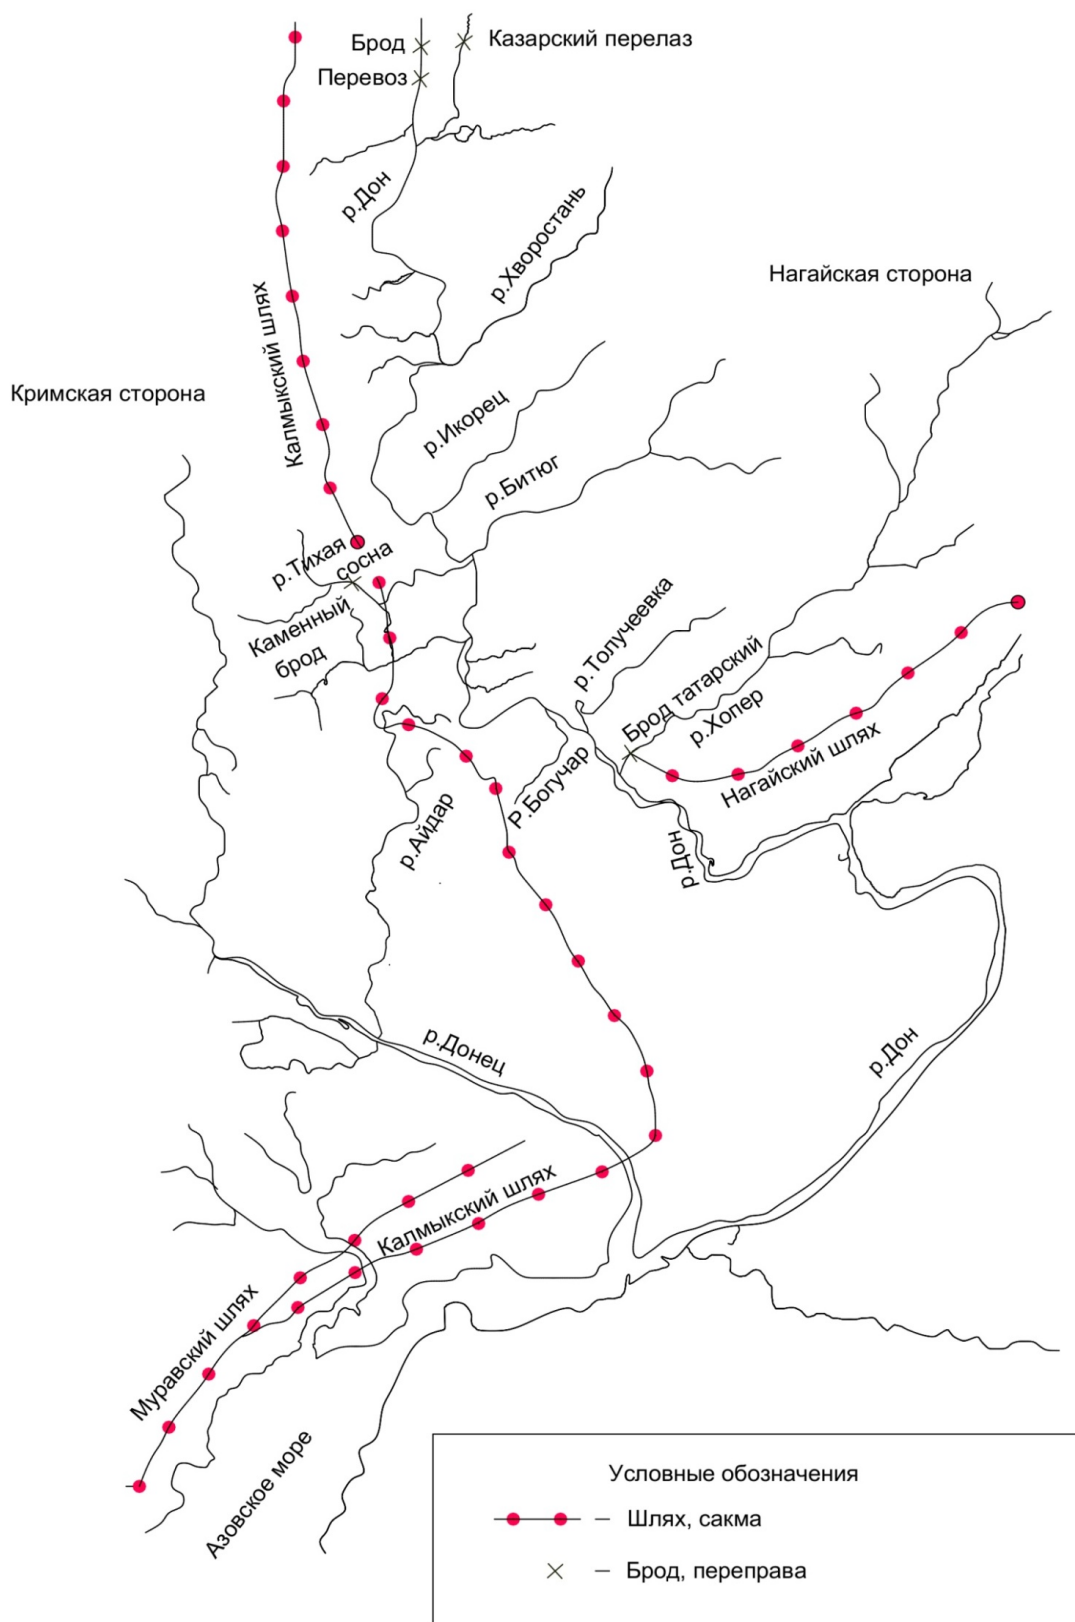 Брод
Казарский перелаз
Перевоз
р.Дон
р.Хворостань
Нагайская сторона
Калмыкский шлях
Кримская сторона
р.Икорец
р.Битюг
р.Тихая
сосна
Каменный
брод
р.Толучеевка
Брод татарский
р.Хопер
Нагайский шлях
Р.Богучар
р.Айдар
р.Дон
р.Донец
р.Дон
Калмыкский шлях
Муравский шлях
Азовское море
Условные обозначения
– Шлях, сакма
– Брод, переправа